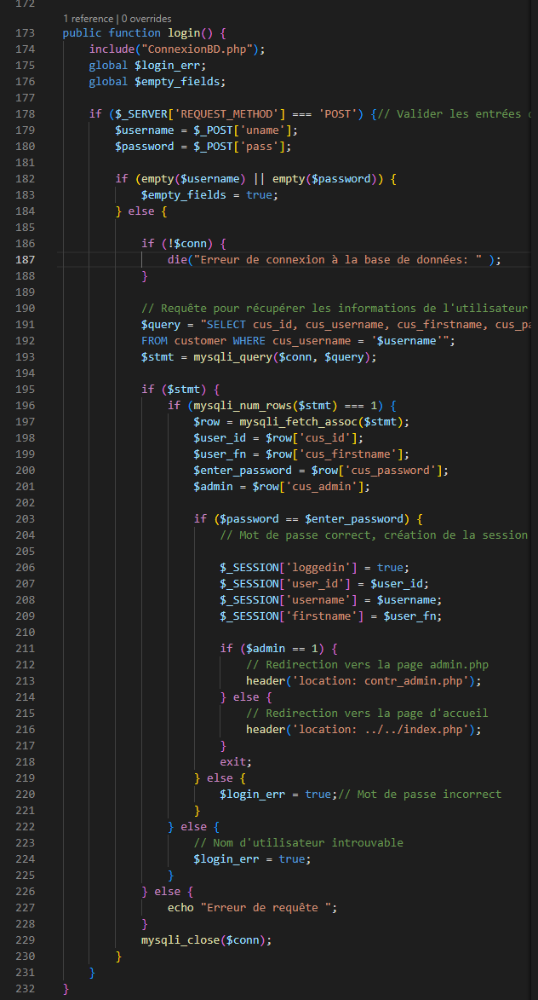 172
1 reference | 0 overrides
173 public function login() {
174 include("ConnexionBD.php");
175 global $login_err;
176 global $empty_fields;
177
178 if ($_SERVER['REQUEST_METHOD'] === 'POST') {// Valider les entrées
179 $username = $_POST['uname'];
180 $password = $_POST['pass'];
181
182 if (empty($username) || empty($password)) {
183 $empty_fields = true;
184 } else {
185
186 if (!$conn) {
187 die("Erreur de connexion à la base de données: " );
188 }
189
190 // Requête pour récupérer les informations de l'utilisateur
191 $query = "SELECT cus_id, cus_username, cus_firstname, cus_pa
192 FROM customer WHERE cus_username = '$username'";
193 $stmt = mysqli_query($conn, $query);
194
195 if ($stmt) {
196 if (mysqli_num_rows($stmt) === 1) {
197 $row = mysqli_fetch_assoc($stmt);
198 $user_id = $row['cus_id'];
199 $user_fn = $row['cus_firstname'];
200 $enter_password = $row['cus_password'];
201 $admin = $row['cus_admin'];
202
203 if ($password == $enter_password) {
204 // Mot de passe correct, création de la session
205
206 $_SESSION['loggedin'] = true;
207 $_SESSION['user_id'] = $user_id;
208 $_SESSION['username'] = $username;
209 $_SESSION['firstname'] = $user_fn;
210
211 if ($admin == 1) {
212 // Redirection vers la page admin.php
213 header('location: contr_admin.php');
214 } else {
215 // Redirection vers la page d'accueil
216 header('location: ../../index.php');
217 }
218 exit;
219 } else {
220 $login_err = true;// Mot de passe incorrect
221 }
222 } else {
223 // Nom d'utilisateur introuvable
224 $login_err = true;
225 }
226 } else {
227 echo "Erreur de requête ";
228 }
229 mysqli_close($conn);
230 }
231 }
232 }